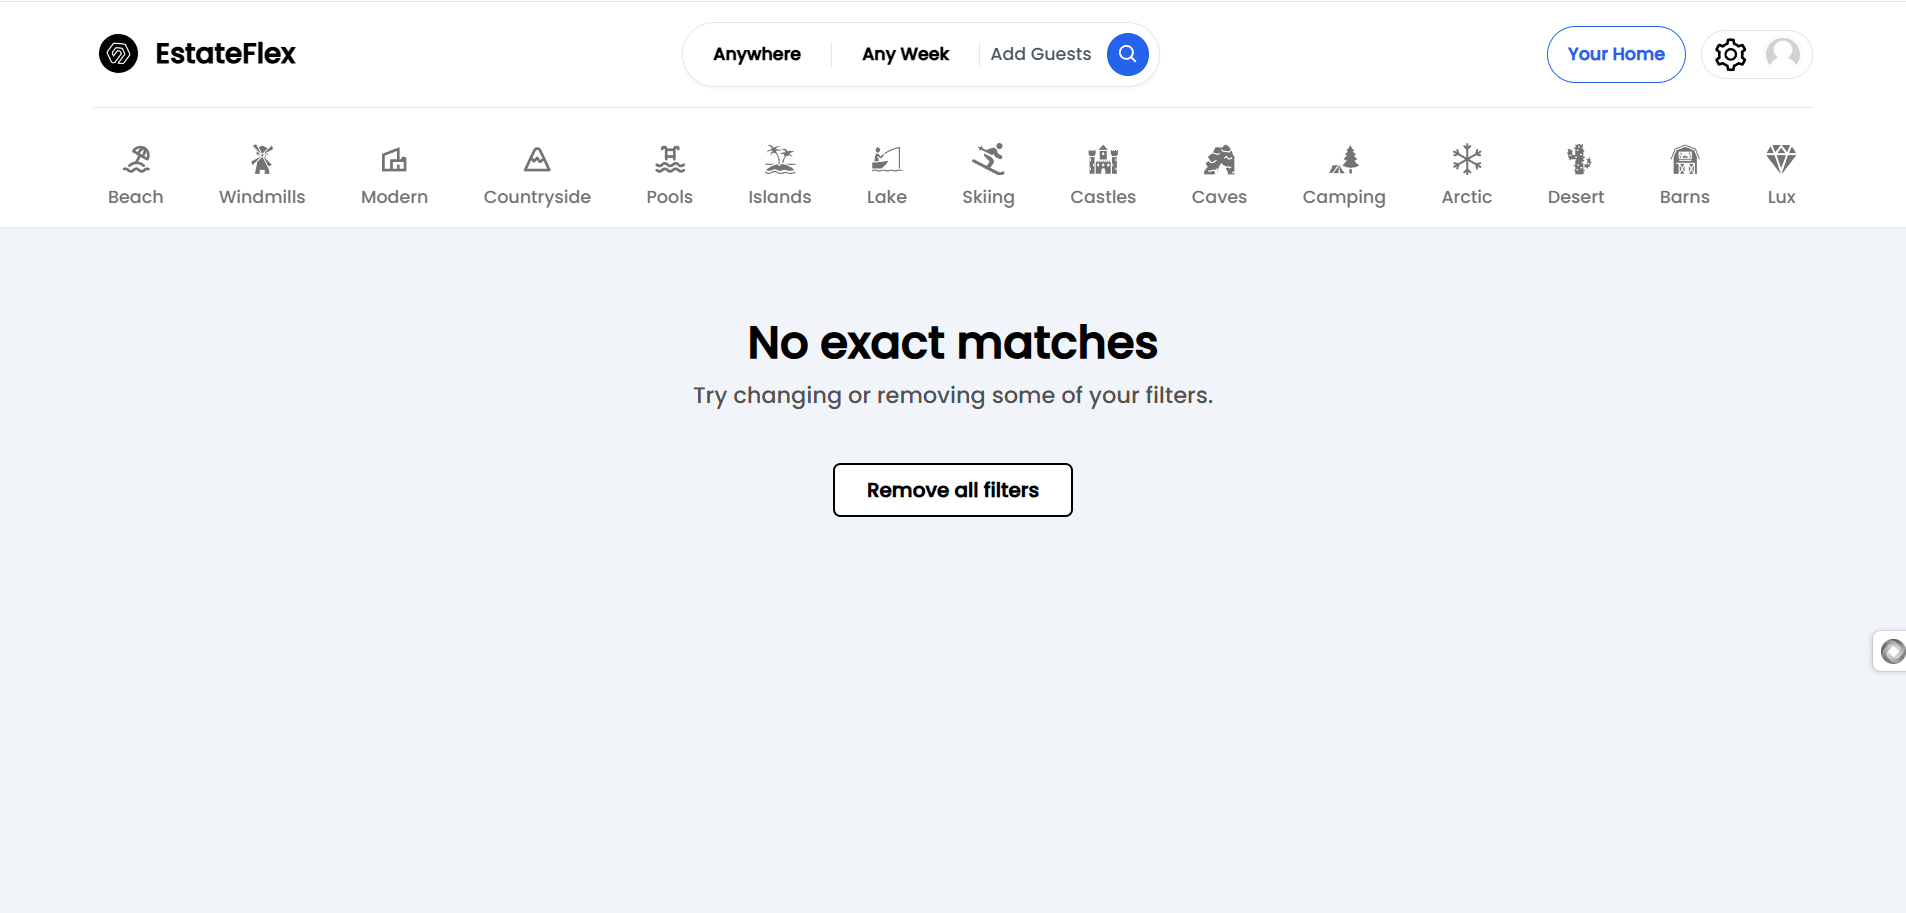 EstateFlex
Anywhere
Any Week
Add Guests
Your Home
Beach
Windmills
Modern
Countryside
Pools
Islands
Lake
Skiing
Castles
Caves
Camping
Arctic
Desert
Barns
Lux
No exact matches
Try changing or removing some of your filters.
Remove all filters